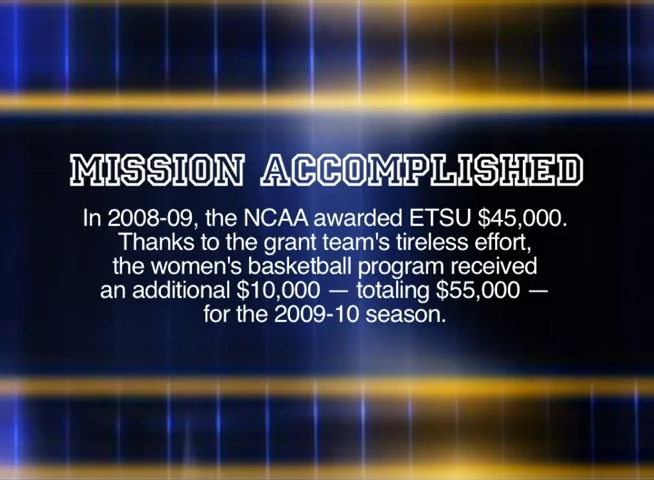 MISSION ACCOMPLISHED
In 2008-09, the NCAA awarded ETSU $45,000.
Thanks to the grant team's tireless effort,
the women's basketball program received
an additional $10,000 — totaling $55,000 —
for the 2009-10 season.